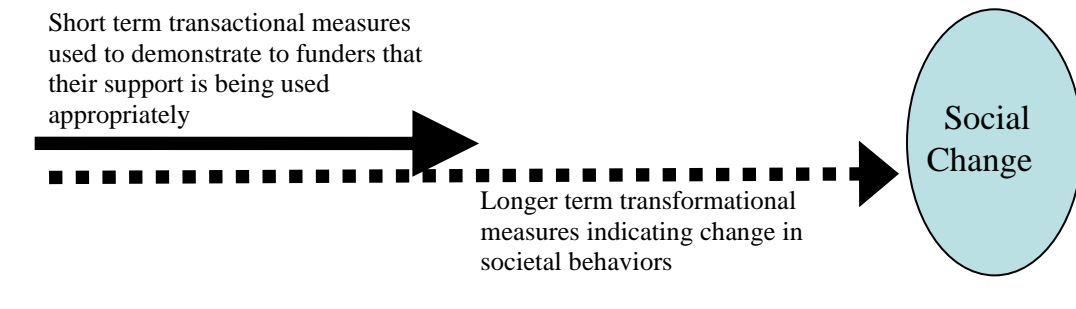 Short term transactional measures
used to demonstrate to funders that
their support is being used
appropriately
Social
Change
Longer term transformational
measures indicating change in
societal behaviors